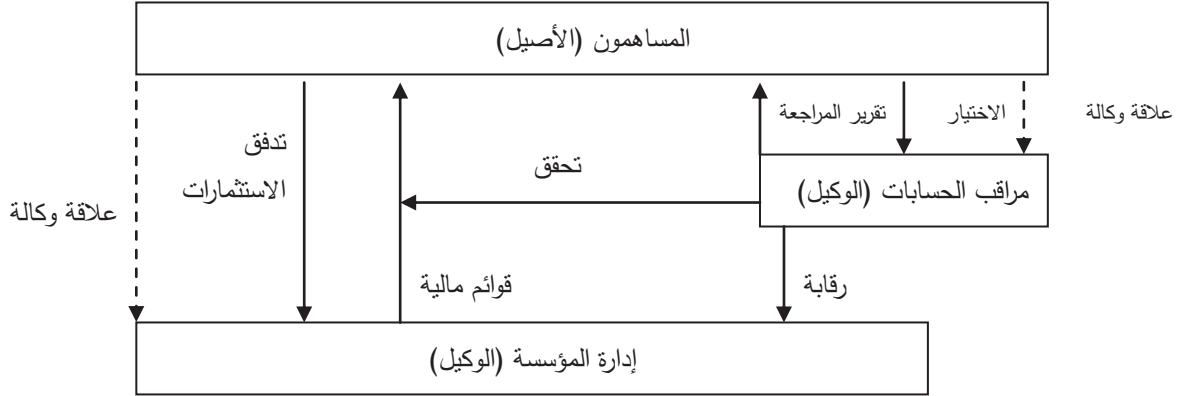 المساهمون (الأصيل)
علاقة وكالة
الاختيار
تقرير المراجعة
تدفق
الاستثمارات
تحقق
مراقب الحسابات (الوكيل)
علاقة وكالة
قوائم مالية
رقابة
إدارة المؤسسة (الوكيل)